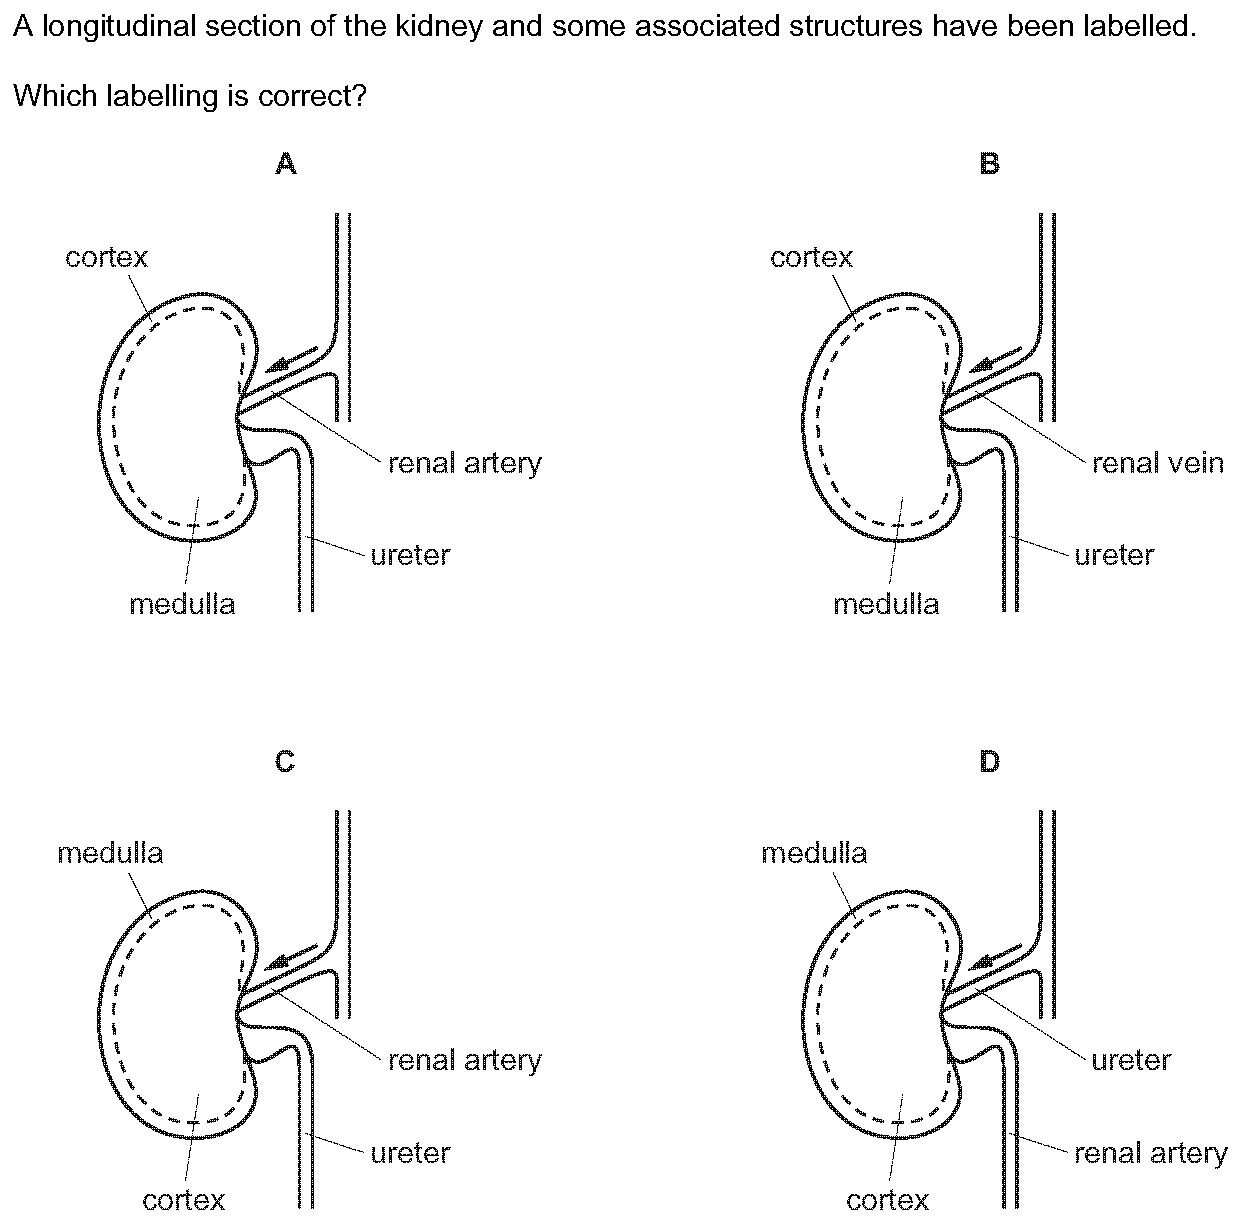 A longitudinal section of the kidney and some associated structures have been labelled.
Which labelling is correct?
A
cortex
renal artery
ureter
medulla
B
cortex
renal vein
ureter
medulla
C
medulla
renal artery
ureter
cortex
D
medulla
ureter
renal artery
cortex